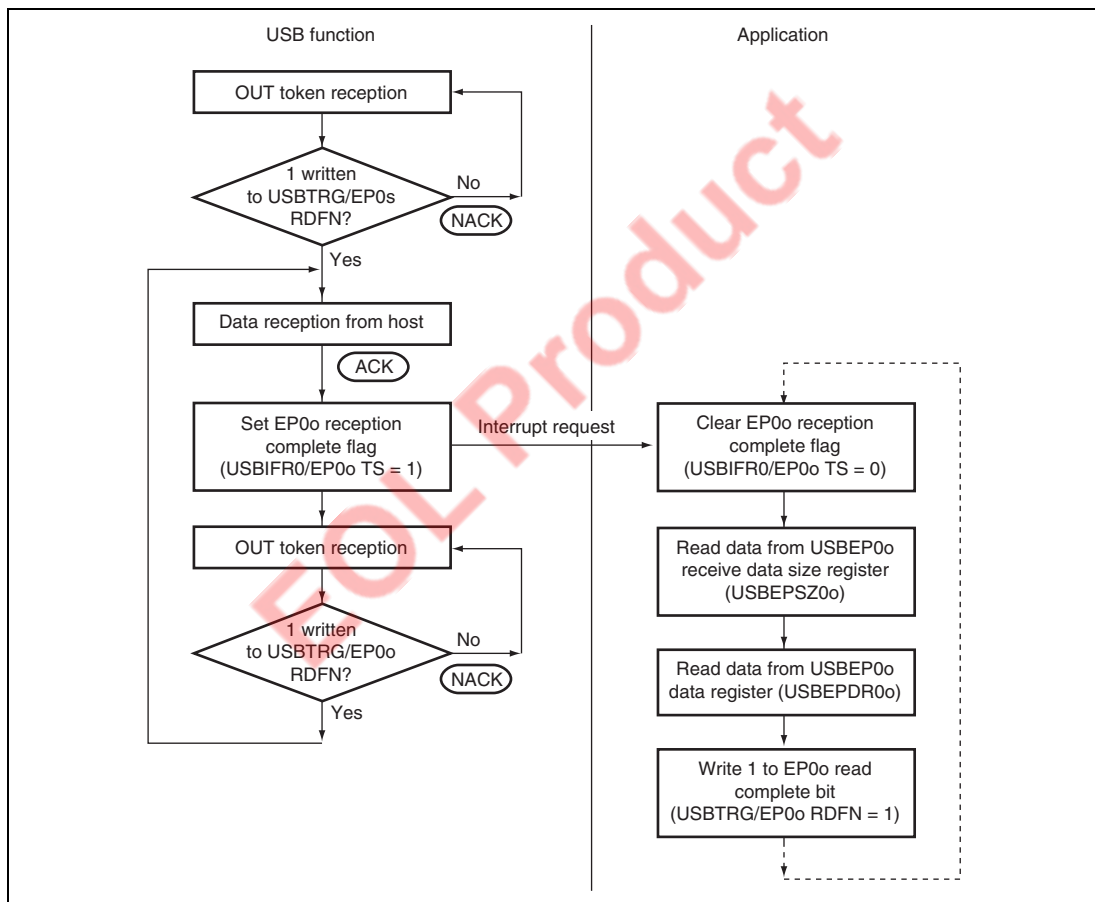 USB function
Application
OUT token reception
1 written
to USBTRG/EP0s
RDFN?
No
NACK
Yes
Data reception from host
ACK
Set EP0o reception
complete flag
(USBIFR0/EP0o TS = 1)
Interrupt request
Clear EP0o reception
complete flag
(USBIFR0/EP0o TS = 0)
OUT token reception
Read data from USBEP0o
receive data size register
(USBEPSZ0o)
1 written
to USBTRG/EP0o
RDFN?
No
NACK
Yes
Read data from USBEP0o
data register (USBEPDR0o)
Write 1 to EP0o read
complete bit
(USBTRG/EP0o RDFN = 1)
EOL Product